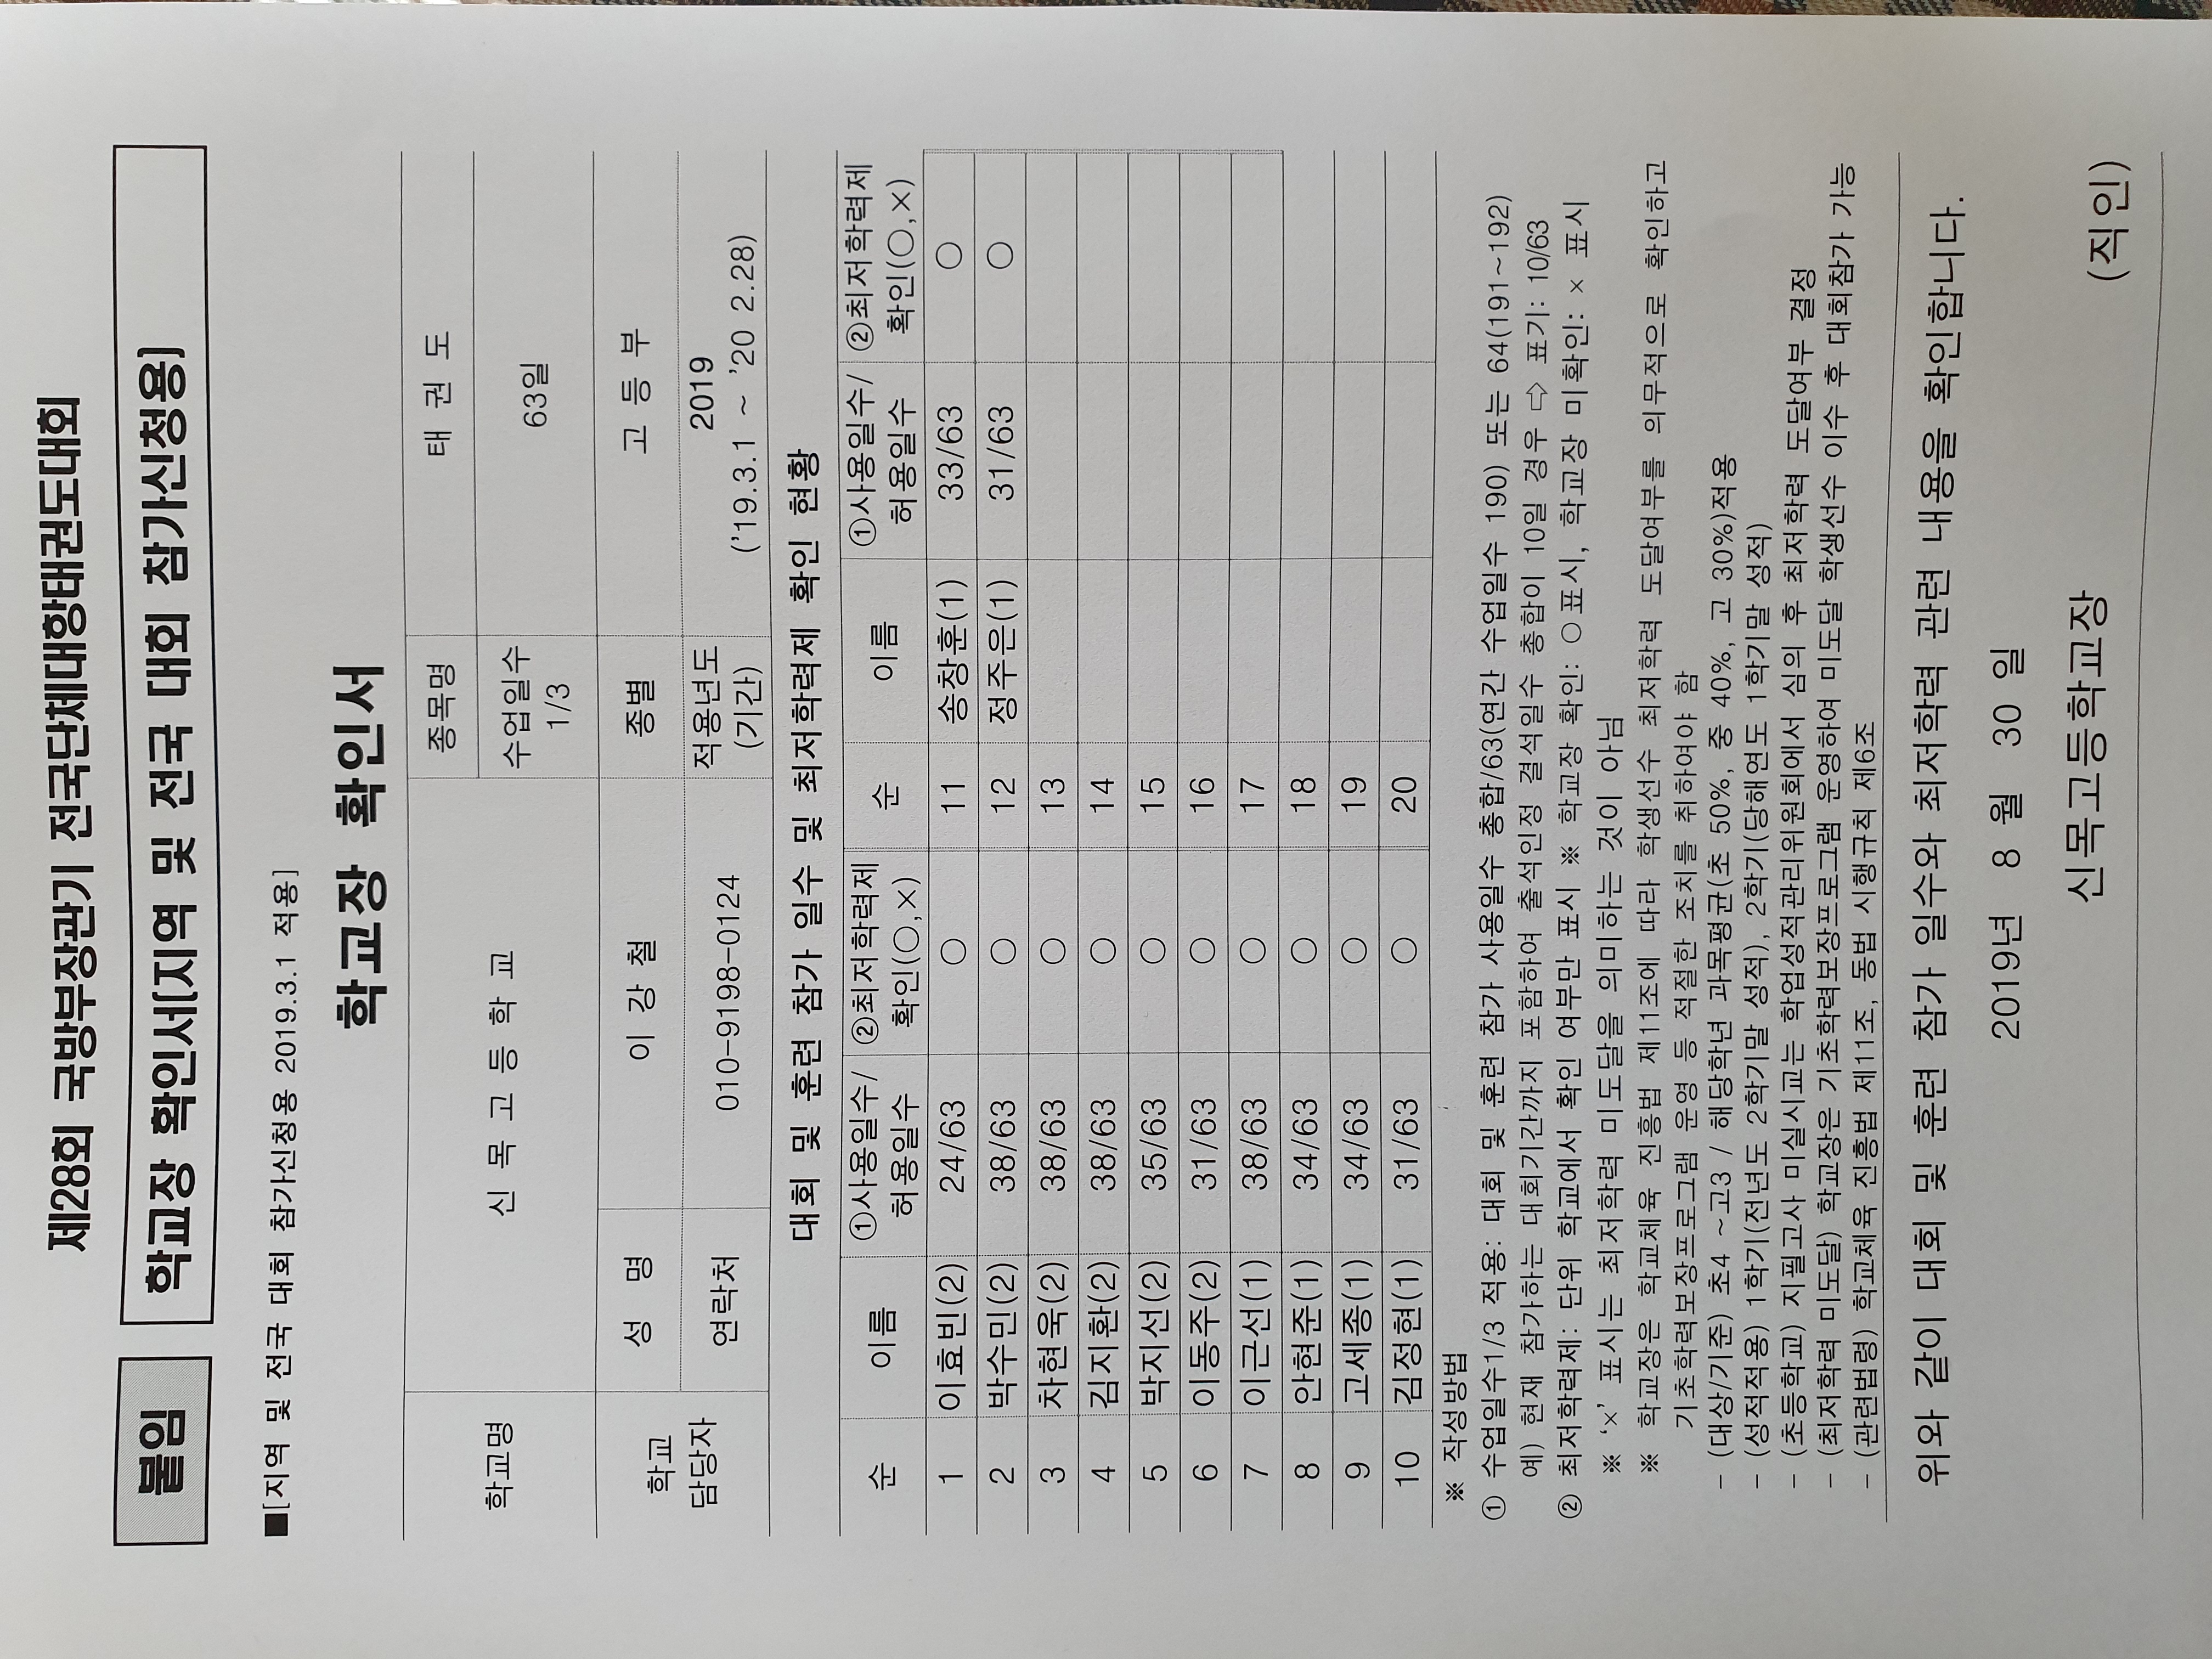 제28회 국방부장관기 전국단체대항태권도대회
붙임 학교장 확인서(지역 및 전국 대회 참가신청용)
■[지역 및 전국 대회 참가신청용 2019.3.1 적용]
학교장 확인서
학교명 신 목 고 등 학 교 종목명 태 권 도
수업일수 1/3 63일
학교 담당자 성 명 이 강 철 종별 고 등 부
연락처 010-9198-0124 적용년도 (기간) 2019 ('19.3.1 ~ '20 2.28)
대회 및 훈련 참가 일수 및 최저학력제 확인 현황
순 이름 ①사용일수/허용일수 ②최저학력제 확인(○,×) 순 이름 ①사용일수/허용일수 ②최저학력제 확인(○,×)
1 이효빈(2) 24/63 ○ 11 송창훈(1) 33/63 ○
2 박수민(2) 38/63 ○ 12 정주은(1) 31/63 ○
3 차현욱(2) 38/63 ○ 13
4 김지환(2) 38/63 ○ 14
5 박지선(2) 35/63 ○ 15
6 이동주(2) 31/63 ○ 16
7 이근선(1) 38/63 ○ 17
8 안현준(1) 34/63 ○ 18
9 고세종(1) 34/63 ○ 19
10 김정현(1) 31/63 ○ 20
※ 작성방법
① 수업일수1/3 적용: 대회 및 훈련 참가 사용일수 총합/63(연간 수업일수 190) 또는 64(191~192)
예) 현재 참가하는 대회기간까지 포함하여 출석인정 결석일수 총합이 10일 경우 ⇨ 표기: 10/63
② 최저학력제: 단위 학교에서 확인 여부만 표시 ※ 학교장 확인: ○표시, 학교장 미확인: × 표시
※ '×' 표시는 최저학력 미도달을 의미하는 것이 아님
※ 학교장은 학교체육 진흥법 제11조에 따라 학생선수 최저학력 도달여부를 의무적으로 확인하고
기초학력보장프로그램 운영 등 적절한 조치를 취하여야 함
- (대상/기준) 초4 ~고3 / 해당학년 과목평균(초 50%, 중 40%, 고 30%)적용
- (성적적용) 1학기(전년도 2학기말 성적), 2학기(당해연도 1학기말 성적)
- (초등학교) 지필고사 미실시교는 학업성적관리위원회에서 심의 후 최저학력 도달여부 결정
- (최저학력 미도달) 학교장은 기초학력보장프로그램 운영하여 미도달 학생선수 이수 후 대회참가 가능
- (관련법령) 학교체육 진흥법 제11조, 동법 시행규칙 제6조
위와 같이 대회 및 훈련 참가 일수와 최저학력 관련 내용을 확인합니다.
2019년 8 월 30 일
신목고등학교장 (직인)